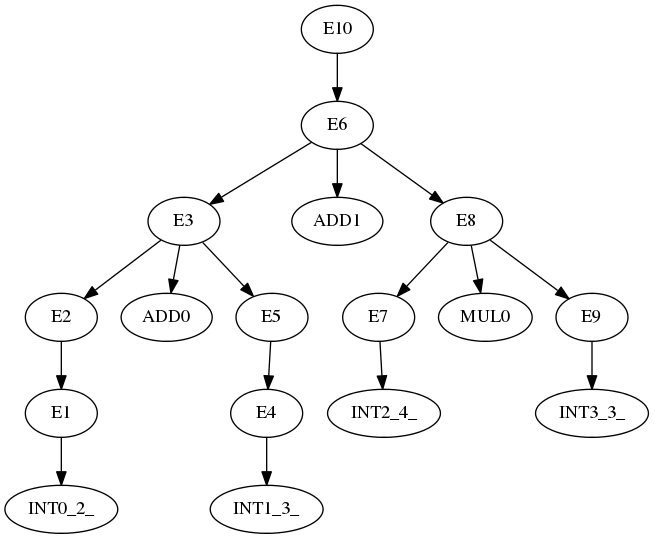 E10
E6
E3
ADD1
E8
E2
ADD0
E5
E7
MUL0
E9
E1
E4
INT2_4_
INT3_3_
INT0_2_
INT1_3_